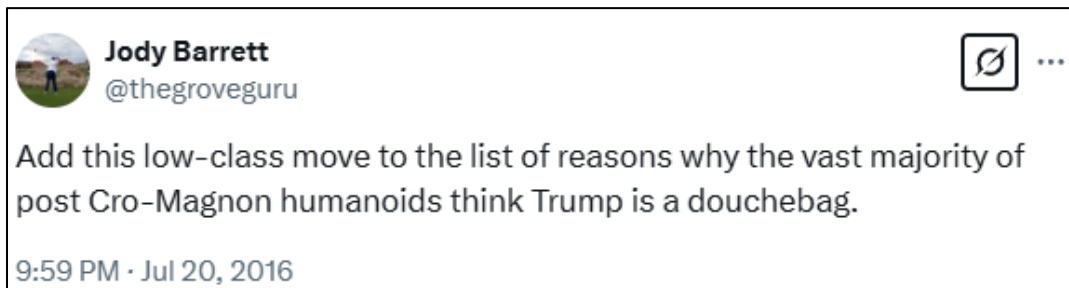 Jody Barrett
@thegroveguru
Add this low-class move to the list of reasons why the vast majority of
post Cro-Magnon humanoids think Trump is a douchebag.
9:59 PM · Jul 20, 2016